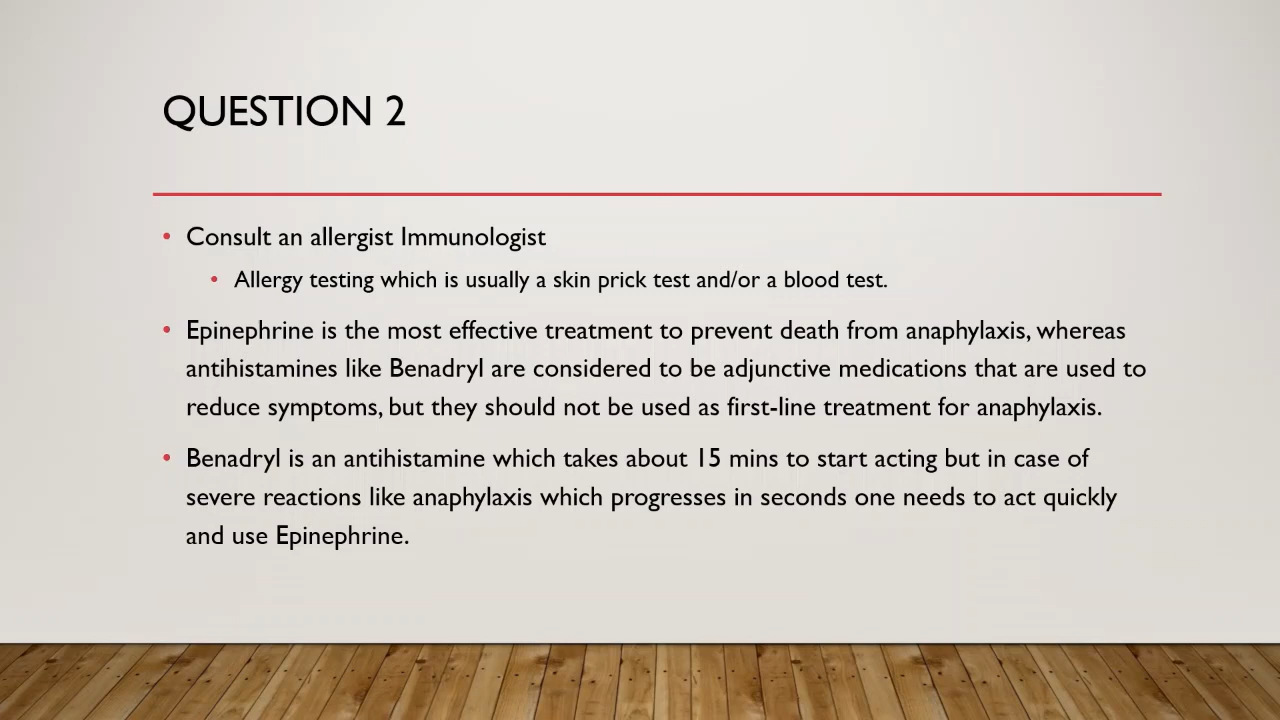 QUESTION 2
• Consult an allergist Immunologist
• Allergy testing which is usually a skin prick test and/or a blood test.
• Epinephrine is the most effective treatment to prevent death from anaphylaxis, whereas
antihistamines like Benadryl are considered to be adjunctive medications that are used to
reduce symptoms, but they should not be used as first-line treatment for anaphylaxis.
• Benadryl is an antihistamine which takes about 15 mins to start acting but in case of
severe reactions like anaphylaxis which progresses in seconds one needs to act quickly
and use Epinephrine.